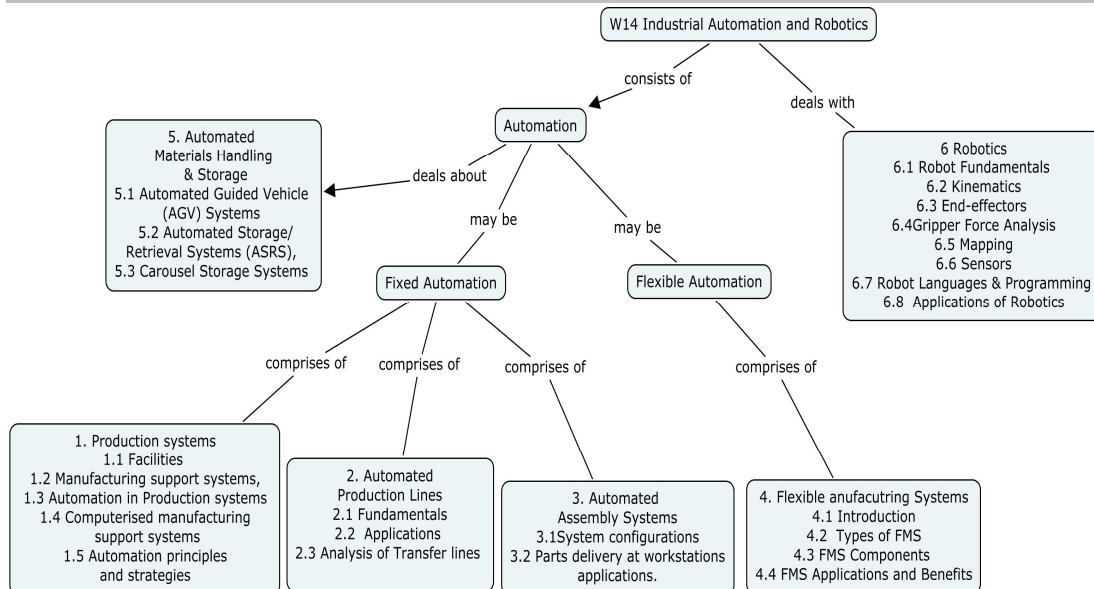 W14 Industrial Automation and Robotics
consists of
deals with
Automation
5. Automated
Materials Handling
& Storage
5.1 Automated Guided Vehicle
(AGV) Systems
5.2 Automated Storage/
Retrieval Systems (ASRS),
5.3 Carousel Storage Systems
deals about
may be
may be
6 Robotics
6.1 Robot Fundamentals
6.2 Kinematics
6.3 End-effectors
6.4Gripper Force Analysis
6.5 Mapping
6.6 Sensors
6.7 Robot Languages & Programming
6.8 Applications of Robotics
Fixed Automation
Flexible Automation
comprises of
comprises of
comprises of
comprises of
1. Production systems
1.1 Facilities
1.2 Manufacturing support systems,
1.3 Automation in Production systems
1.4 Computerised manufacturing
support systems
1.5 Automation principles
and strategies
2. Automated
Production Lines
2.1 Fundamentals
2.2 Applications
2.3 Analysis of Transfer lines
3. Automated
Assembly Systems
3.1System configurations
3.2 Parts delivery at workstations
applications.
4. Flexible anufacutring Systems
4.1 Introduction
4.2 Types of FMS
4.3 FMS Components
4.4 FMS Applications and Benefits